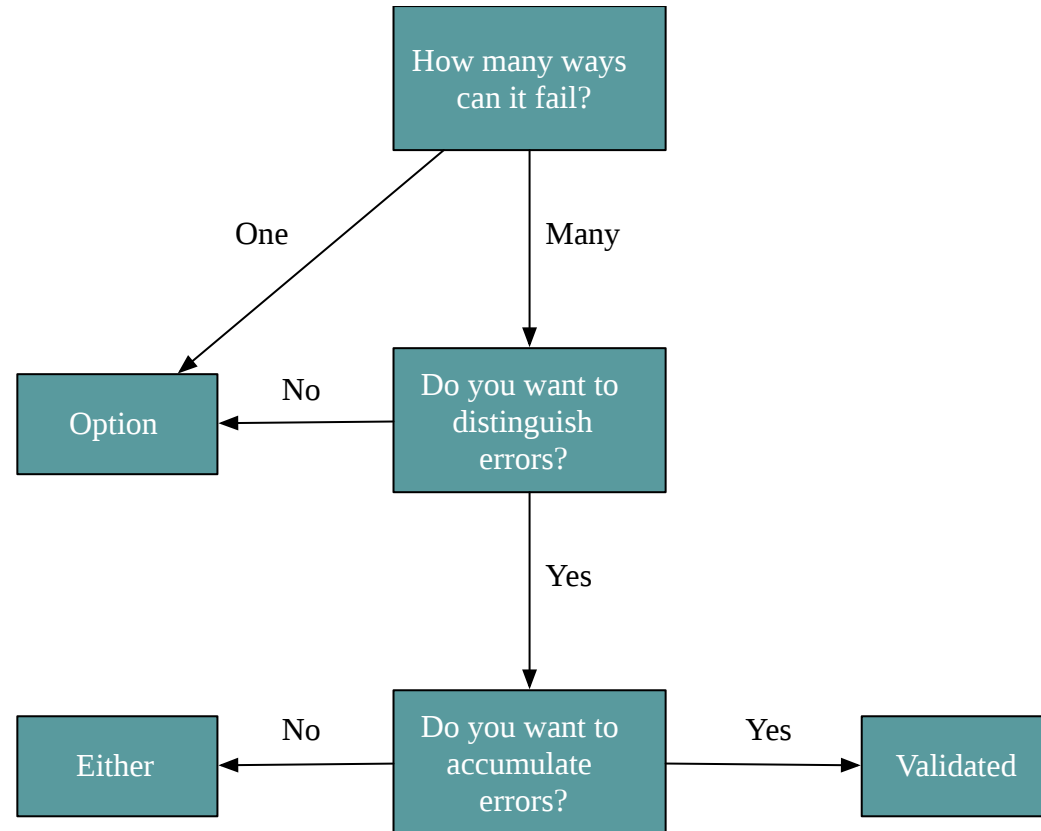 How many ways
can it fail?
One
Many
Do you want to
distinguish
errors?
No
Option
Yes
Do you want to
accumulate
errors?
No
Either
Yes
Validated